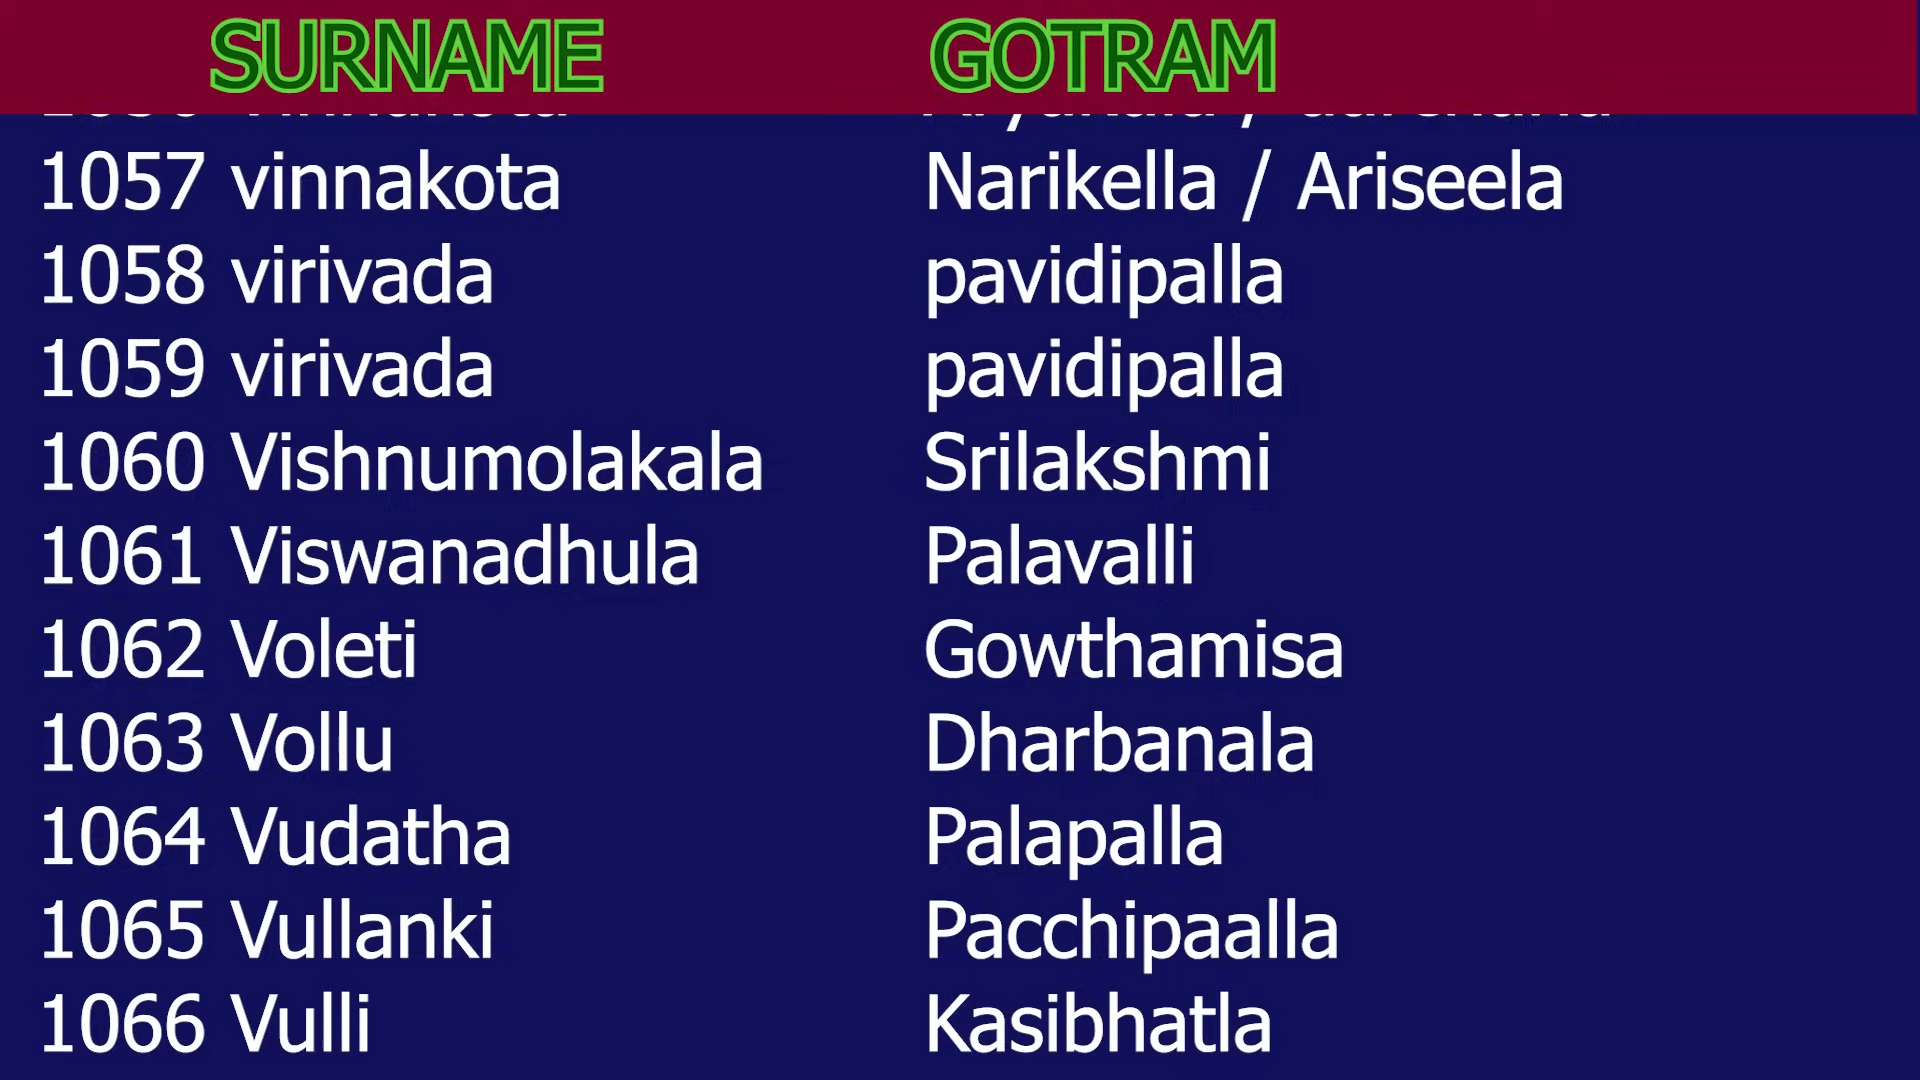 SURNAME GOTRAM
1057 vinnakota Narikella / Ariseela
1058 virivada pavidipalla
1059 virivada pavidipalla
1060 Vishnumolakala Srilakshmi
1061 Viswanadhula Palavalli
1062 Voleti Gowthamisa
1063 Vollu Dharbanala
1064 Vudatha Palapalla
1065 Vullanki Pacchipaalla
1066 Vulli Kasibhatla